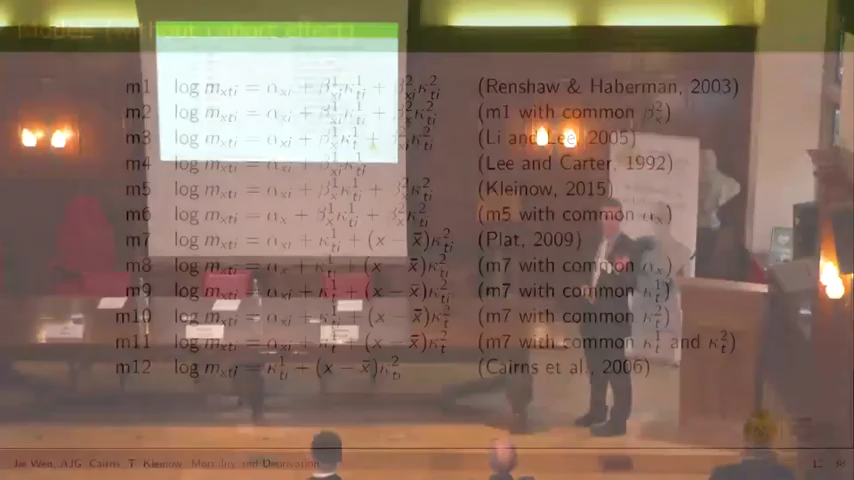 Models (without cohort effect)
m1 log m_xti = α_xi + β^1_xi κ^1_ti + β^2_xi κ^2_ti (Renshaw & Haberman, 2003)
m2 log m_xti = α_xi + β^1_xi κ^1_ti + β^2_x κ^2_ti (m1 with common β^2_x)
m3 log m_xti = α_xi + β^1_x κ^1_t + β^2_xi κ^2_ti (Li and Lee, 2005)
m4 log m_xti = α_xi + β^1_xi κ^1_ti (Lee and Carter, 1992)
m5 log m_xti = α_xi + β^1_x κ^1_ti + β^2_x κ^2_ti (Kleinow, 2015)
m6 log m_xti = α_x + β^1_x κ^1_ti + β^2_x κ^2_ti (m5 with common α_x)
m7 log m_xti = α_xi + κ^1_ti + (x − x̄)κ^2_ti (Plat, 2009)
m8 log m_xti = α_x + κ^1_ti + (x − x̄)κ^2_ti (m7 with common α_x)
m9 log m_xti = α_xi + κ^1_t + (x − x̄)κ^2_ti (m7 with common κ^1_t)
m10 log m_xti = α_xi + κ^1_ti + (x − x̄)κ^2_t (m7 with common κ^2_t)
m11 log m_xti = α_xi + κ^1_t + (x − x̄)κ^2_t (m7 with common κ^1_t and κ^2_t)
m12 log m_xti = κ^1_ti + (x − x̄)κ^2_ti (Cairns et al., 2006)
Jie Wen, AJG. Cairns, T. Kleinow, Mortality and Deprivation